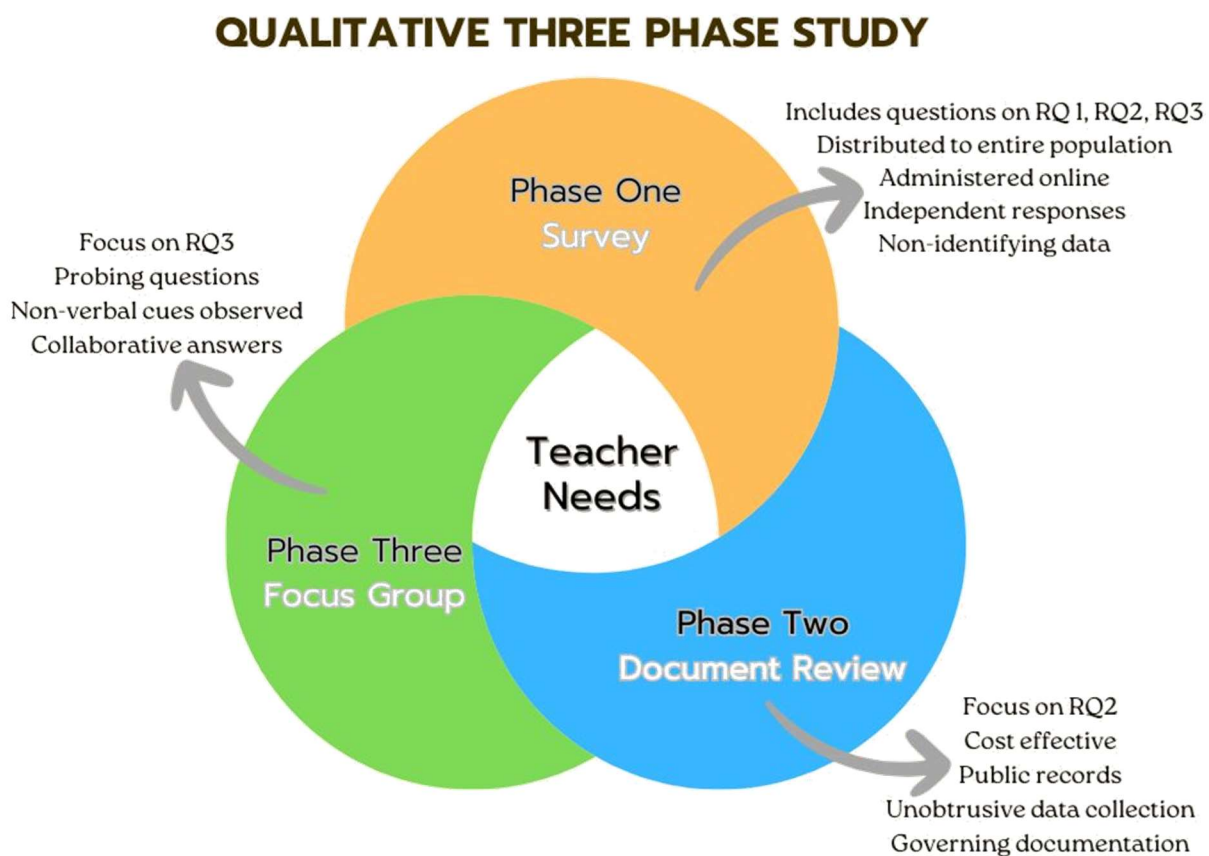 QUALITATIVE THREE PHASE STUDY
Phase One
Survey
Includes questions on RQ 1, RQ2, RQ3
Distributed to entire population
Administered online
Independent responses
Non-identifying data
Focus on RQ3
Probing questions
Non-verbal cues observed
Collaborative answers
Teacher
Needs
Phase Three
Focus Group
Phase Two
Document Review
Focus on RQ2
Cost effective
Public records
Unobtrusive data collection
Governing documentation